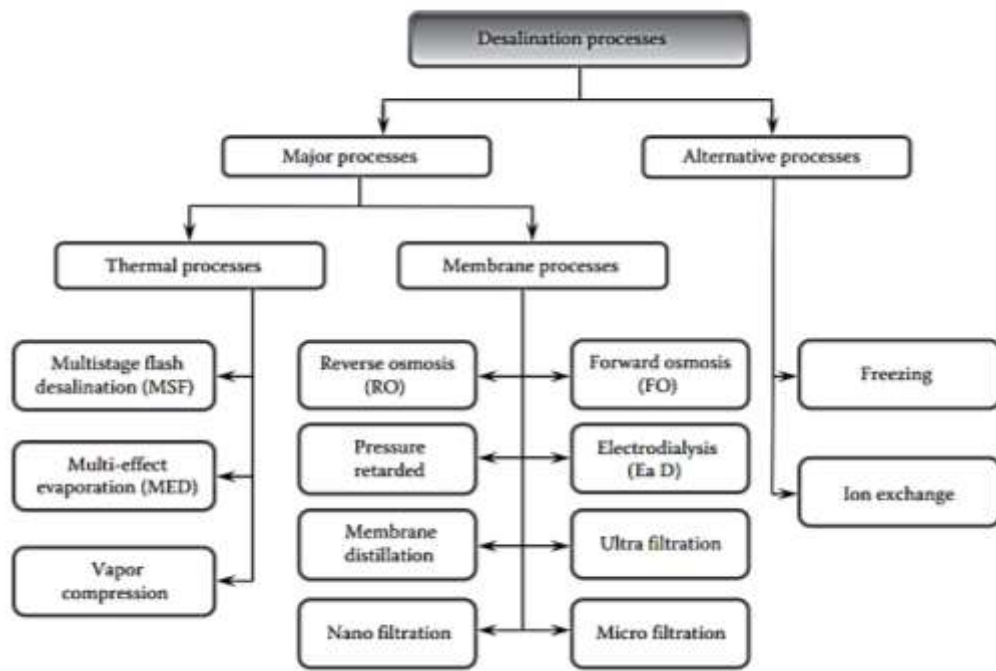 Desalination processes
Major processes
Alternative processes
Thermal processes
Membrane processes
Multistage flash
desalination (MSF)
Reverse osmosis
(RO)
Forward osmosis
(FO)
Freezing
Multi-effect
evaporation (MED)
Pressure
retarded
Electrodialysis
(Ea D)
Ion exchange
Membrane
distillation
Ultra filtration
Vapor
compression
Nano filtration
Micro filtration